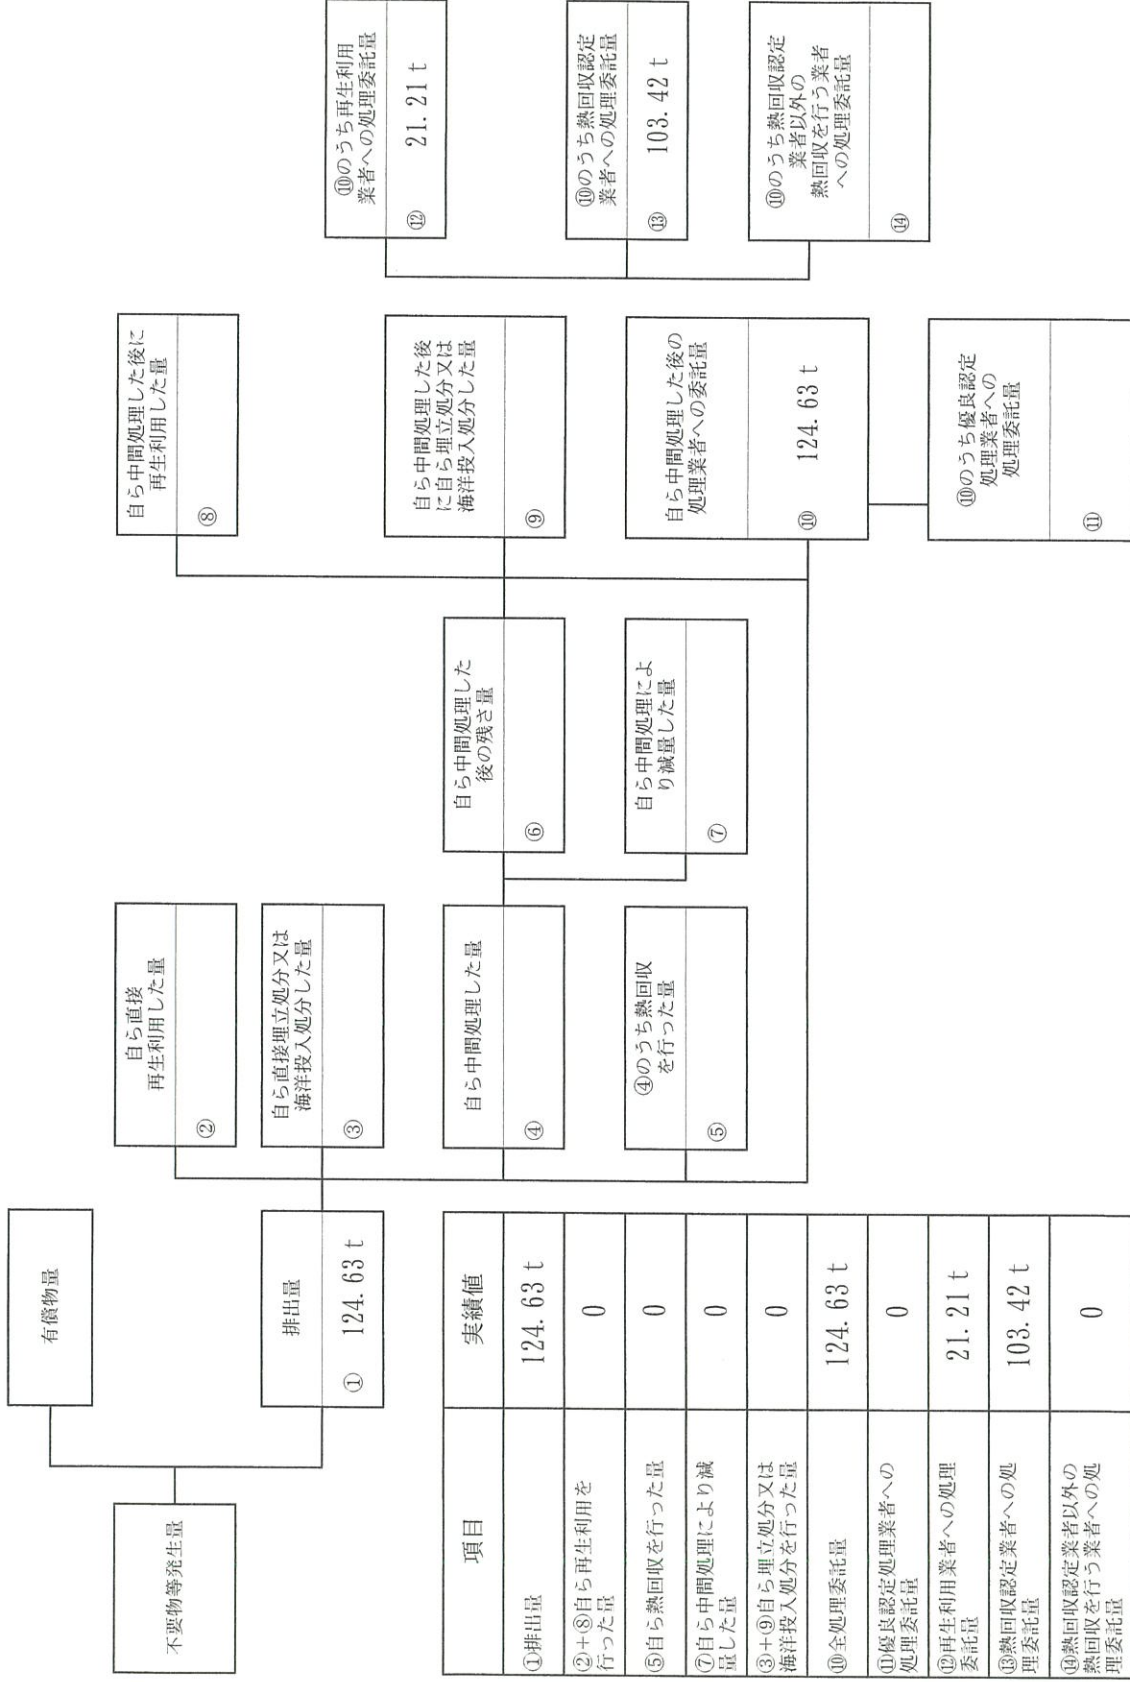 不要物等発生量
有償物量
排出量
① 124.63 t
自ら直接
再生利用した量
②
自ら直接埋立処分又は
海洋投入処分した量
③
自ら中間処理した量
④
④のうち熱回収
を行った量
⑤
自ら中間処理した
後の残さ量
⑥
自ら中間処理によ
り減量した量
⑦
自ら中間処理した後に
再生利用した量
⑧
自ら中間処理した後
に自ら埋立処分又は
海洋投入処分した量
⑨
自ら中間処理した後の
処理業者への委託量
⑩ 124.63 t
⑩のうち優良認定
処理業者への
処理委託量
⑪
⑩のうち再生利用
業者への処理委託量
⑫ 21.21 t
⑩のうち熱回収認定
業者への処理委託量
⑬ 103.42 t
⑩のうち熱回収認定
業者以外の
熱回収を行う業者
への処理委託量
⑭
項目 実績値
①排出量 124.63 t
②+⑧自ら再生利用を
行った量 0
⑤自ら熱回収を行った量 0
⑦自ら中間処理により減
量した量 0
③+⑨自ら埋立処分又は
海洋投入処分を行った量 0
⑩全処理委託量 124.63 t
⑪優良認定処理業者への
処理委託量 0
⑫再生利用業者への処理
委託量 21.21 t
⑬熱回収認定業者への処
理委託量 103.42 t
⑭熱回収認定業者以外の
熱回収を行う業者への処
理委託量 0